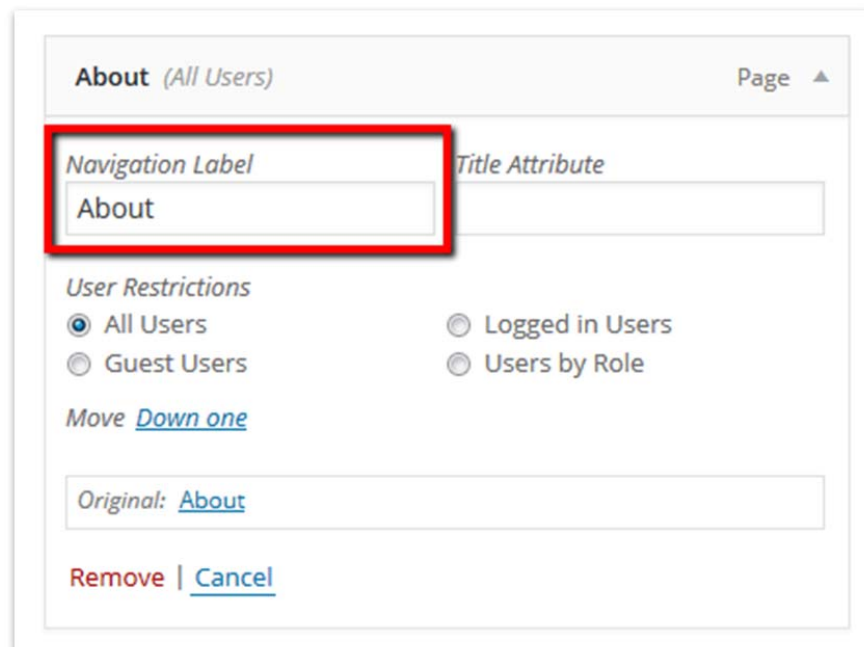 About (All Users) Page
Navigation Label Title Attribute
About
User Restrictions
All Users Logged in Users
Guest Users Users by Role
Move Down one
Original: About
Remove | Cancel